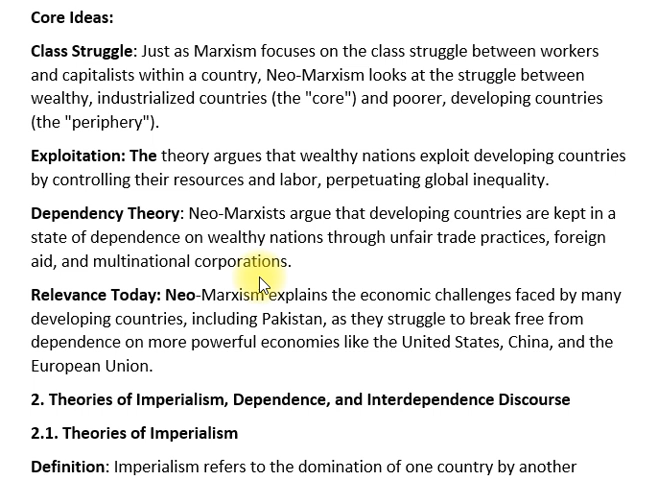 Core Ideas:
Class Struggle: Just as Marxism focuses on the class struggle between workers
and capitalists within a country, Neo-Marxism looks at the struggle between
wealthy, industrialized countries (the "core") and poorer, developing countries
(the "periphery").
Exploitation: The theory argues that wealthy nations exploit developing countries
by controlling their resources and labor, perpetuating global inequality.
Dependency Theory: Neo-Marxists argue that developing countries are kept in a
state of dependence on wealthy nations through unfair trade practices, foreign
aid, and multinational corporations.
Relevance Today: Neo-Marxism explains the economic challenges faced by many
developing countries, including Pakistan, as they struggle to break free from
dependence on more powerful economies like the United States, China, and the
European Union.
2. Theories of Imperialism, Dependence, and Interdependence Discourse
2.1. Theories of Imperialism
Definition: Imperialism refers to the domination of one country by another